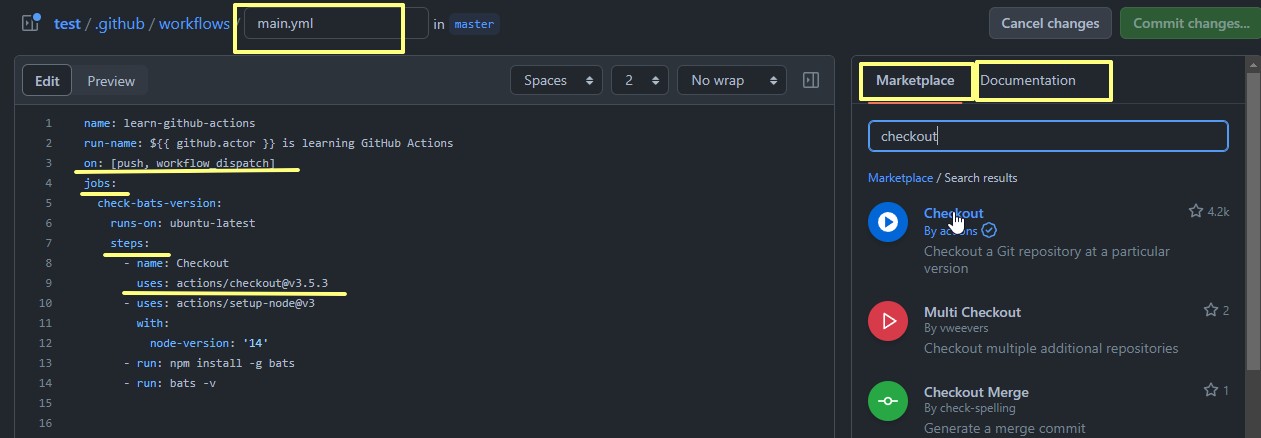 test / .github / workflows / main.yml in master
Cancel changes Commit changes...
Edit Preview Spaces 2 No wrap
1 name: learn-github-actions
2 run-name: ${{ github.actor }} is learning GitHub Actions
3 on: [push, workflow_dispatch]
4 jobs:
5 check-bats-version:
6 runs-on: ubuntu-latest
7 steps:
8 - name: Checkout
9 uses: actions/checkout@v3.5.3
10 - uses: actions/setup-node@v3
11 with:
12 node-version: '14'
13 - run: npm install -g bats
14 - run: bats -v
15
16
Marketplace Documentation
checkout
Marketplace / Search results
Checkout 4.2k
By actions
Checkout a Git repository at a particular
version
Multi Checkout 2
By vweevers
Checkout multiple additional repositories
Checkout Merge 1
By check-spelling
Generate a merge commit